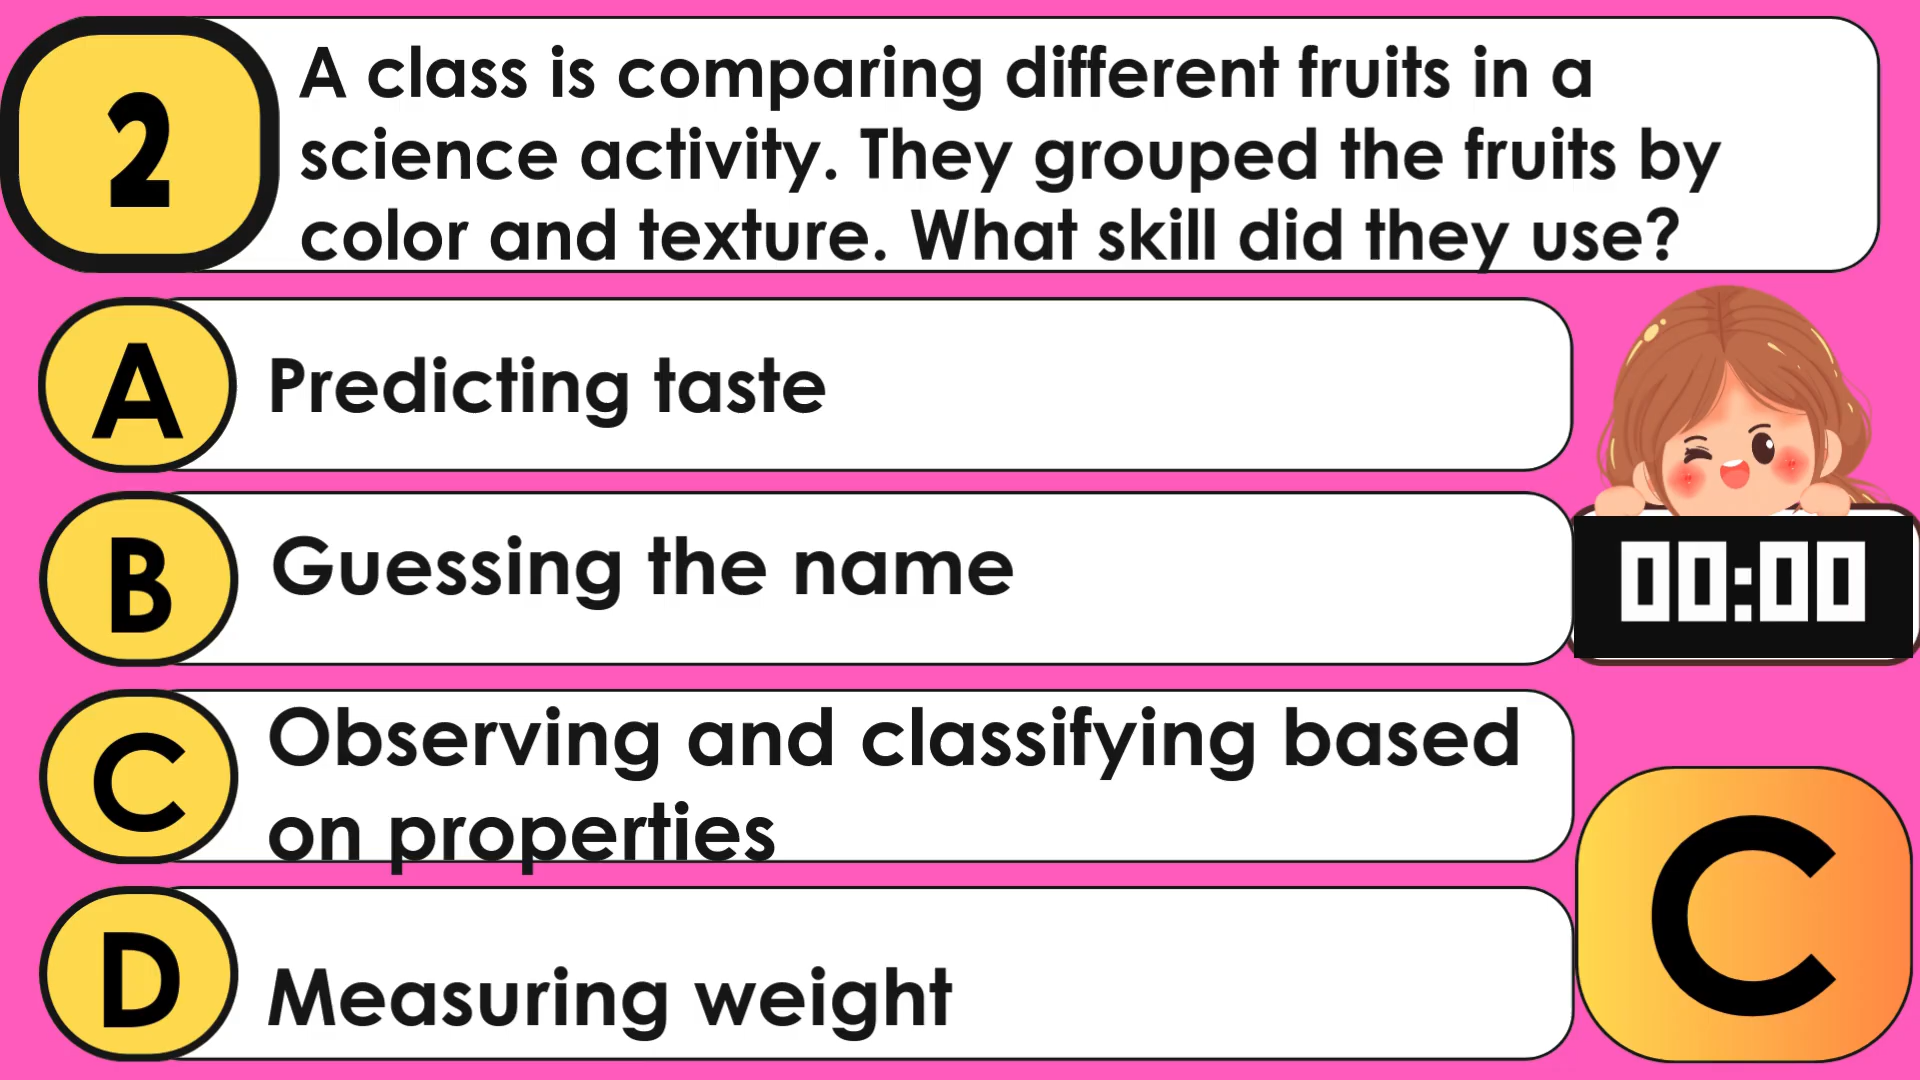 2
A class is comparing different fruits in a
science activity. They grouped the fruits by
color and texture. What skill did they use?
A
Predicting taste
B
Guessing the name
00:00
C
Observing and classifying based
on properties
D
Measuring weight
C